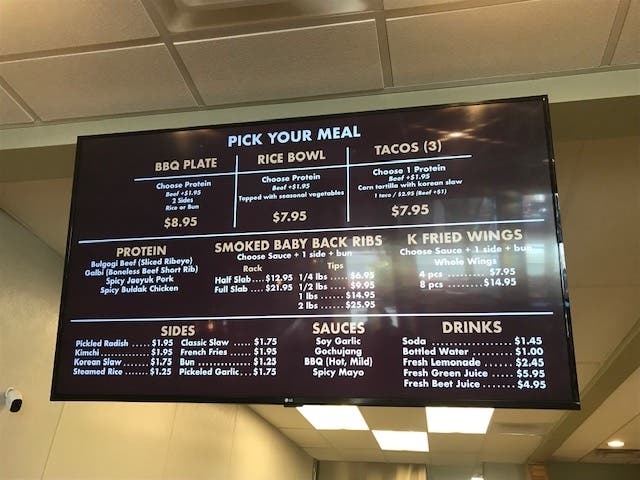 PICK YOUR MEAL
BBQ PLATE
Choose Protein
Beef +$1.95
2 Sides
Rice or Bun
$8.95
RICE BOWL
Choose Protein
Beef +$1.95
Topped with seasonal vegetables
$7.95
TACOS (3)
Choose 1 Protein
Beef +$1.95
Corn tortilla with korean slaw
1 taco / $2.95 (Beef +$1)
$7.95
PROTEIN
Bulgogi Beef (Sliced Ribeye)
Galbi (Boneless Beef Short Rib)
Spicy Jaeyuk Pork
Spicy Buldak Chicken
SMOKED BABY BACK RIBS
Choose Sauce + 1 side + bun
Rack
Half Slab....$12.95
Full Slab....$21.95
Tips
1/4 lbs .....$6.95
1/2 lbs .....$9.95
1 lbs ........$14.95
2 lbs ........$25.95
K FRIED WINGS
Choose Sauce + 1 side + bun
Whole Wings
4 pcs ..........$7.95
8 pcs .........$14.95
SIDES
Pickled Radish .....$1.95
Kimchi................$1.95
Korean Slaw ......$1.75
Steamed Rice .....$1.25
Classic Slaw .....$1.75
French Fries .....$1.95
Bun ..................$1.25
Pickeled Garlic...$1.75
SAUCES
Soy Garlic
Gochujang
BBQ (Hot, Mild)
Spicy Mayo
DRINKS
Soda ......................$1.45
Bottled Water .........$1.00
Fresh Lemonade ......$2.45
Fresh Green Juice .....$5.95
Fresh Beet Juice .......$4.95
LG